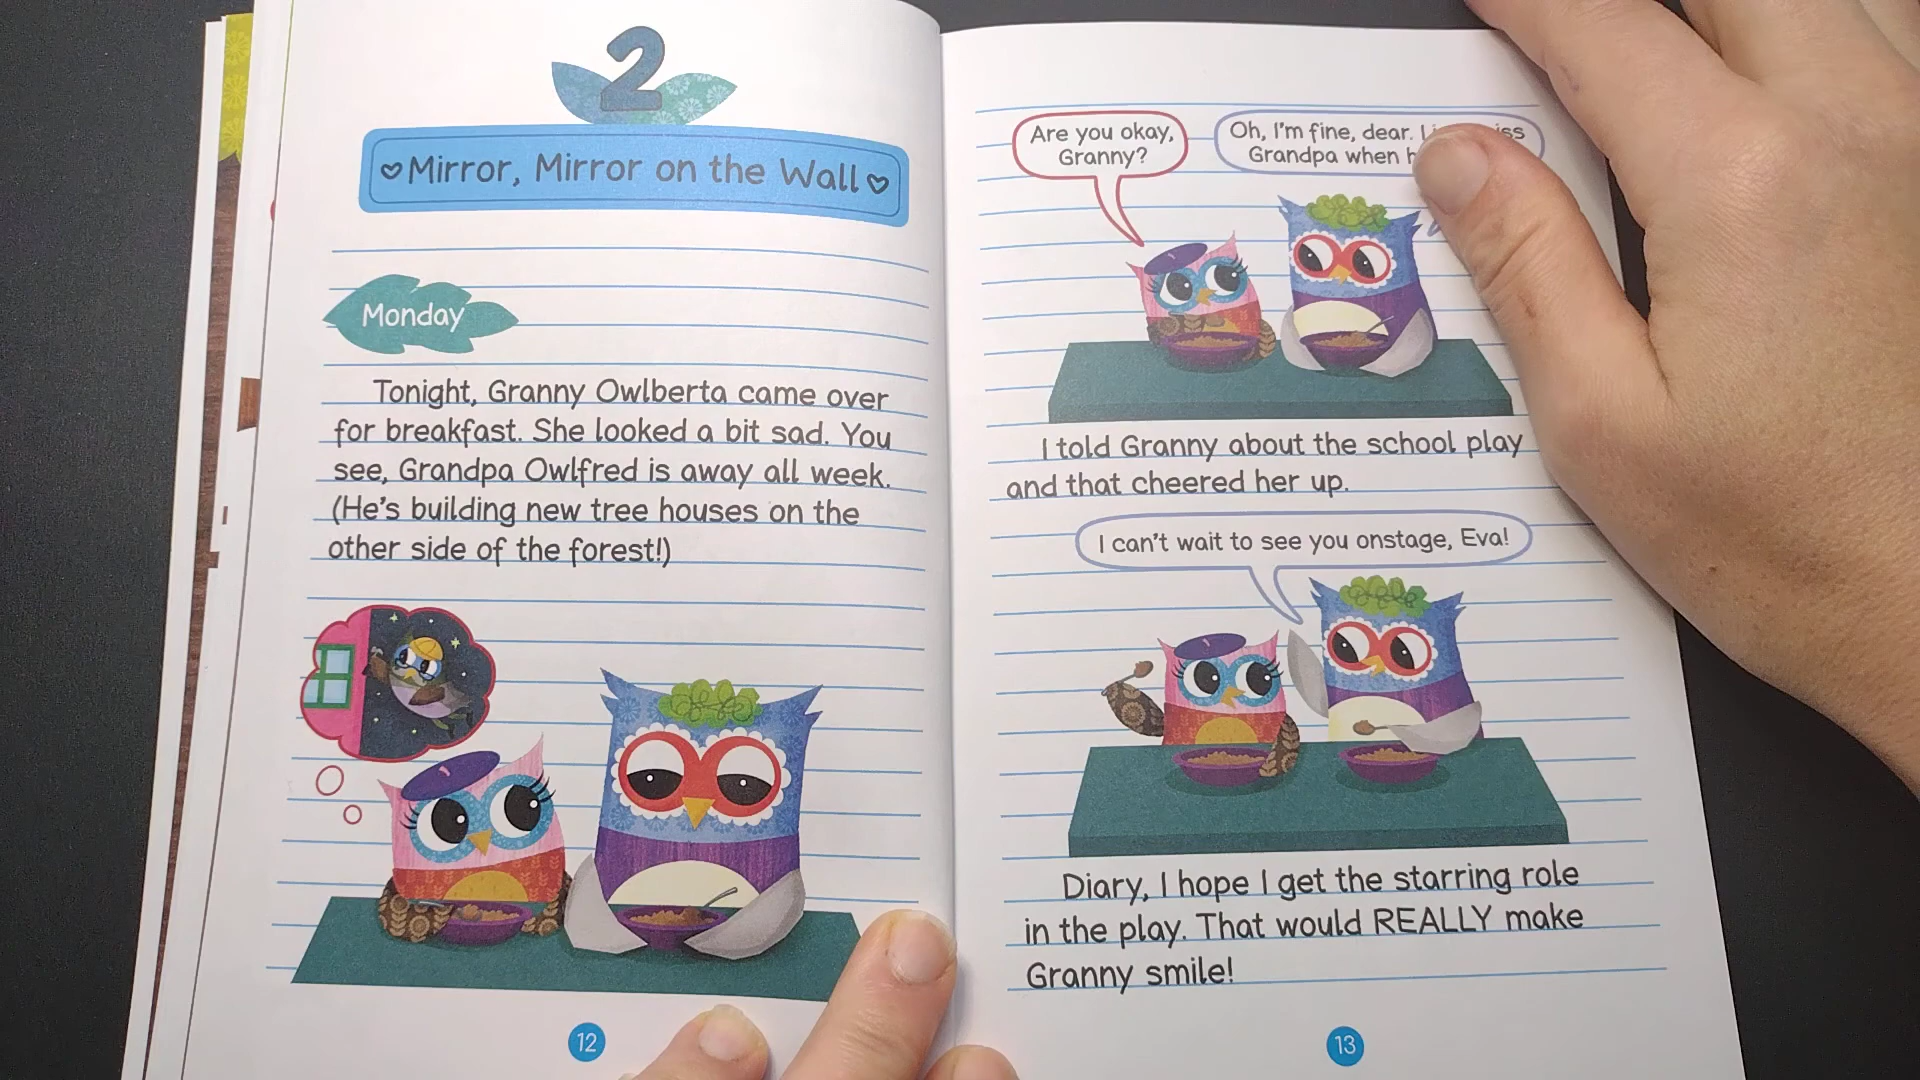 2
Mirror, Mirror on the Wall
Monday
Tonight, Granny Owlberta came over
for breakfast. She looked a bit sad. You
see, Grandpa Owlfred is away all week.
(He's building new tree houses on the
other side of the forest!)
12
Are you okay,
Granny?
Oh, I'm fine, dear. I
Grandpa when
I told Granny about the school play
and that cheered her up.
I can't wait to see you onstage, Eva!
Diary, I hope I get the starring role
in the play. That would REALLY make
Granny smile!
13